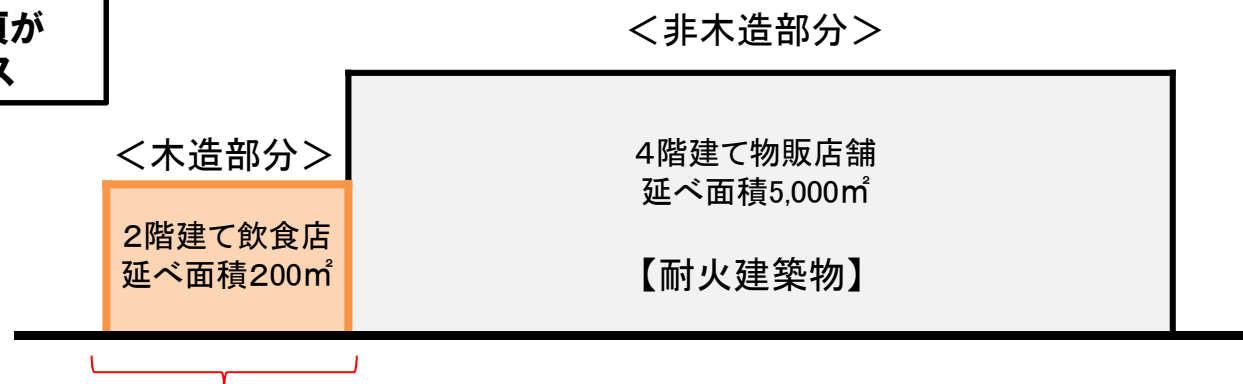 が
＜非木造部分＞
＜木造部分＞
４階建て物販店舗
延べ面積5,000㎡
２階建て飲食店
延べ面積200㎡
【耐火建築物】